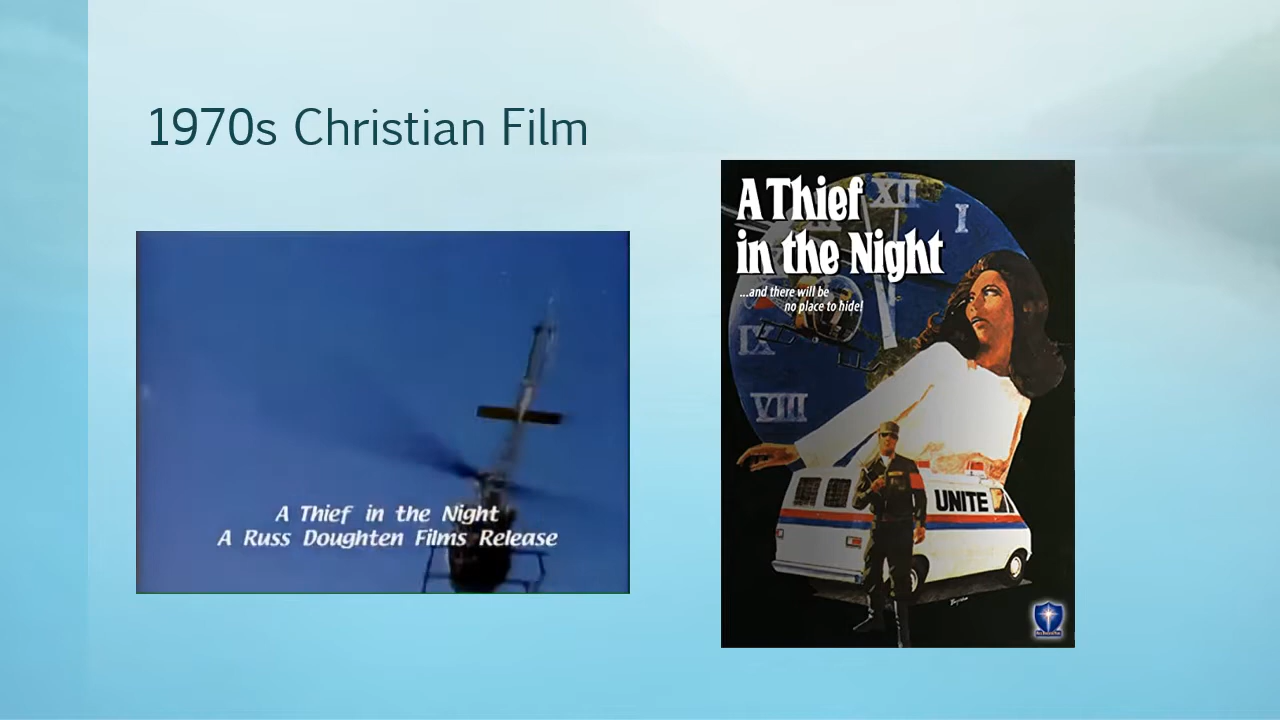 1970s Christian Film
A Thief in the Night
A Russ Doughten Films Release
A Thief
in the Night
...and there will be
no place to hide!
XII
I
IX
VIII
UNITE